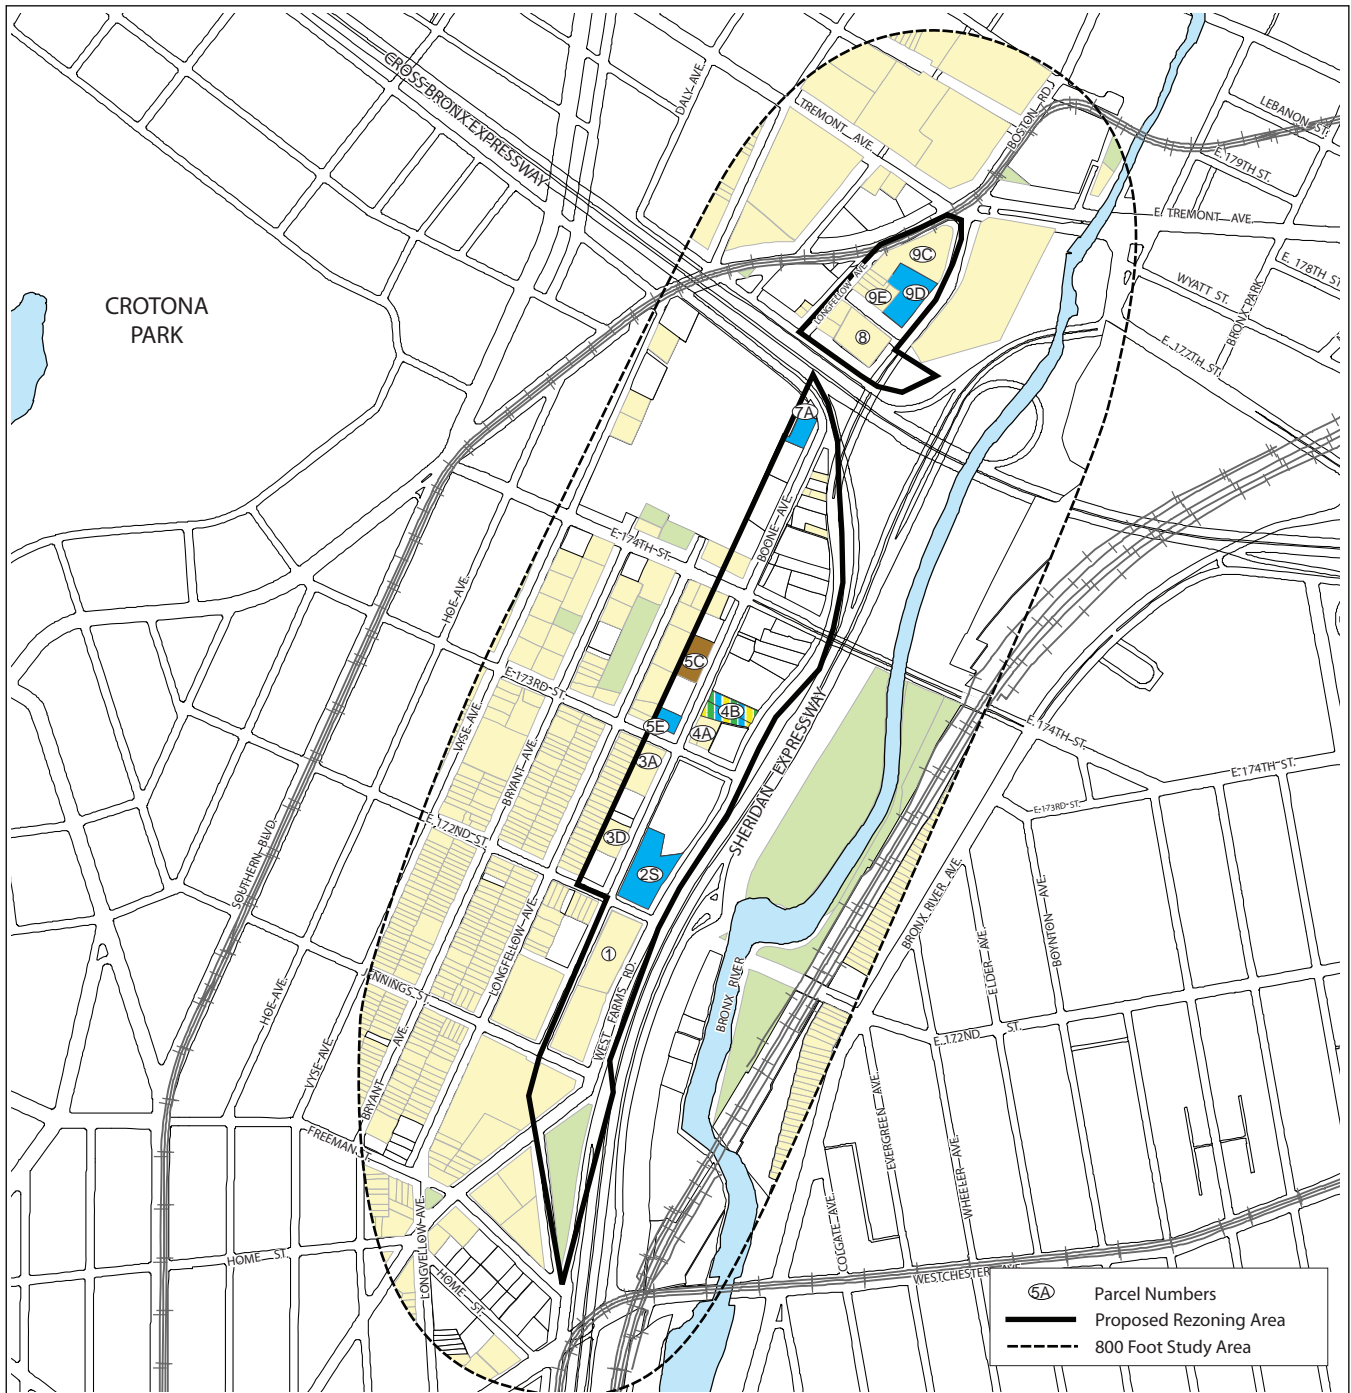 CROSS BRONX EXPRESSWAY
DALY AVE.
TREMONT AVE.
BOSTON RD.
LEBANON ST.
E. 179TH ST.
E. TREMONT AVE.
E. 178TH ST.
WYATT ST.
BRONX PARK
E. 177TH ST.
CROTONA
PARK
LONGFELLOW AVE.
9C
9D
9E
8
7A
BOONE AVE.
E. 174TH ST.
HOE AVE.
5C
E. 173RD ST.
4B
5E
4A
VYSE AVE.
BRYANT AVE.
3A
SHERIDAN EXPRESSWAY
E. 174TH ST.
E. 174TH ST.
E. 173RD ST.
E. 172ND ST.
3D
2S
SOUTHERN BLVD
LONGFELLOW AVE.
BRONX RIVER AVE.
ELDER AVE.
BOYNTON AVE.
1
JENNINGS ST.
HOE AVE.
WEST FARMS RD.
BRONX RIVER
E. 172ND ST.
VYSE AVE.
BRYANT AVE.
FREEMAN ST.
EVERGREEN AVE.
WHEELER AVE.
COLGATE AVE.
LONGVELLOW AVE.
HOME ST.
HOME ST.
WESTCHESTER AVE
5A Parcel Numbers
Proposed Rezoning Area
800 Foot Study Area